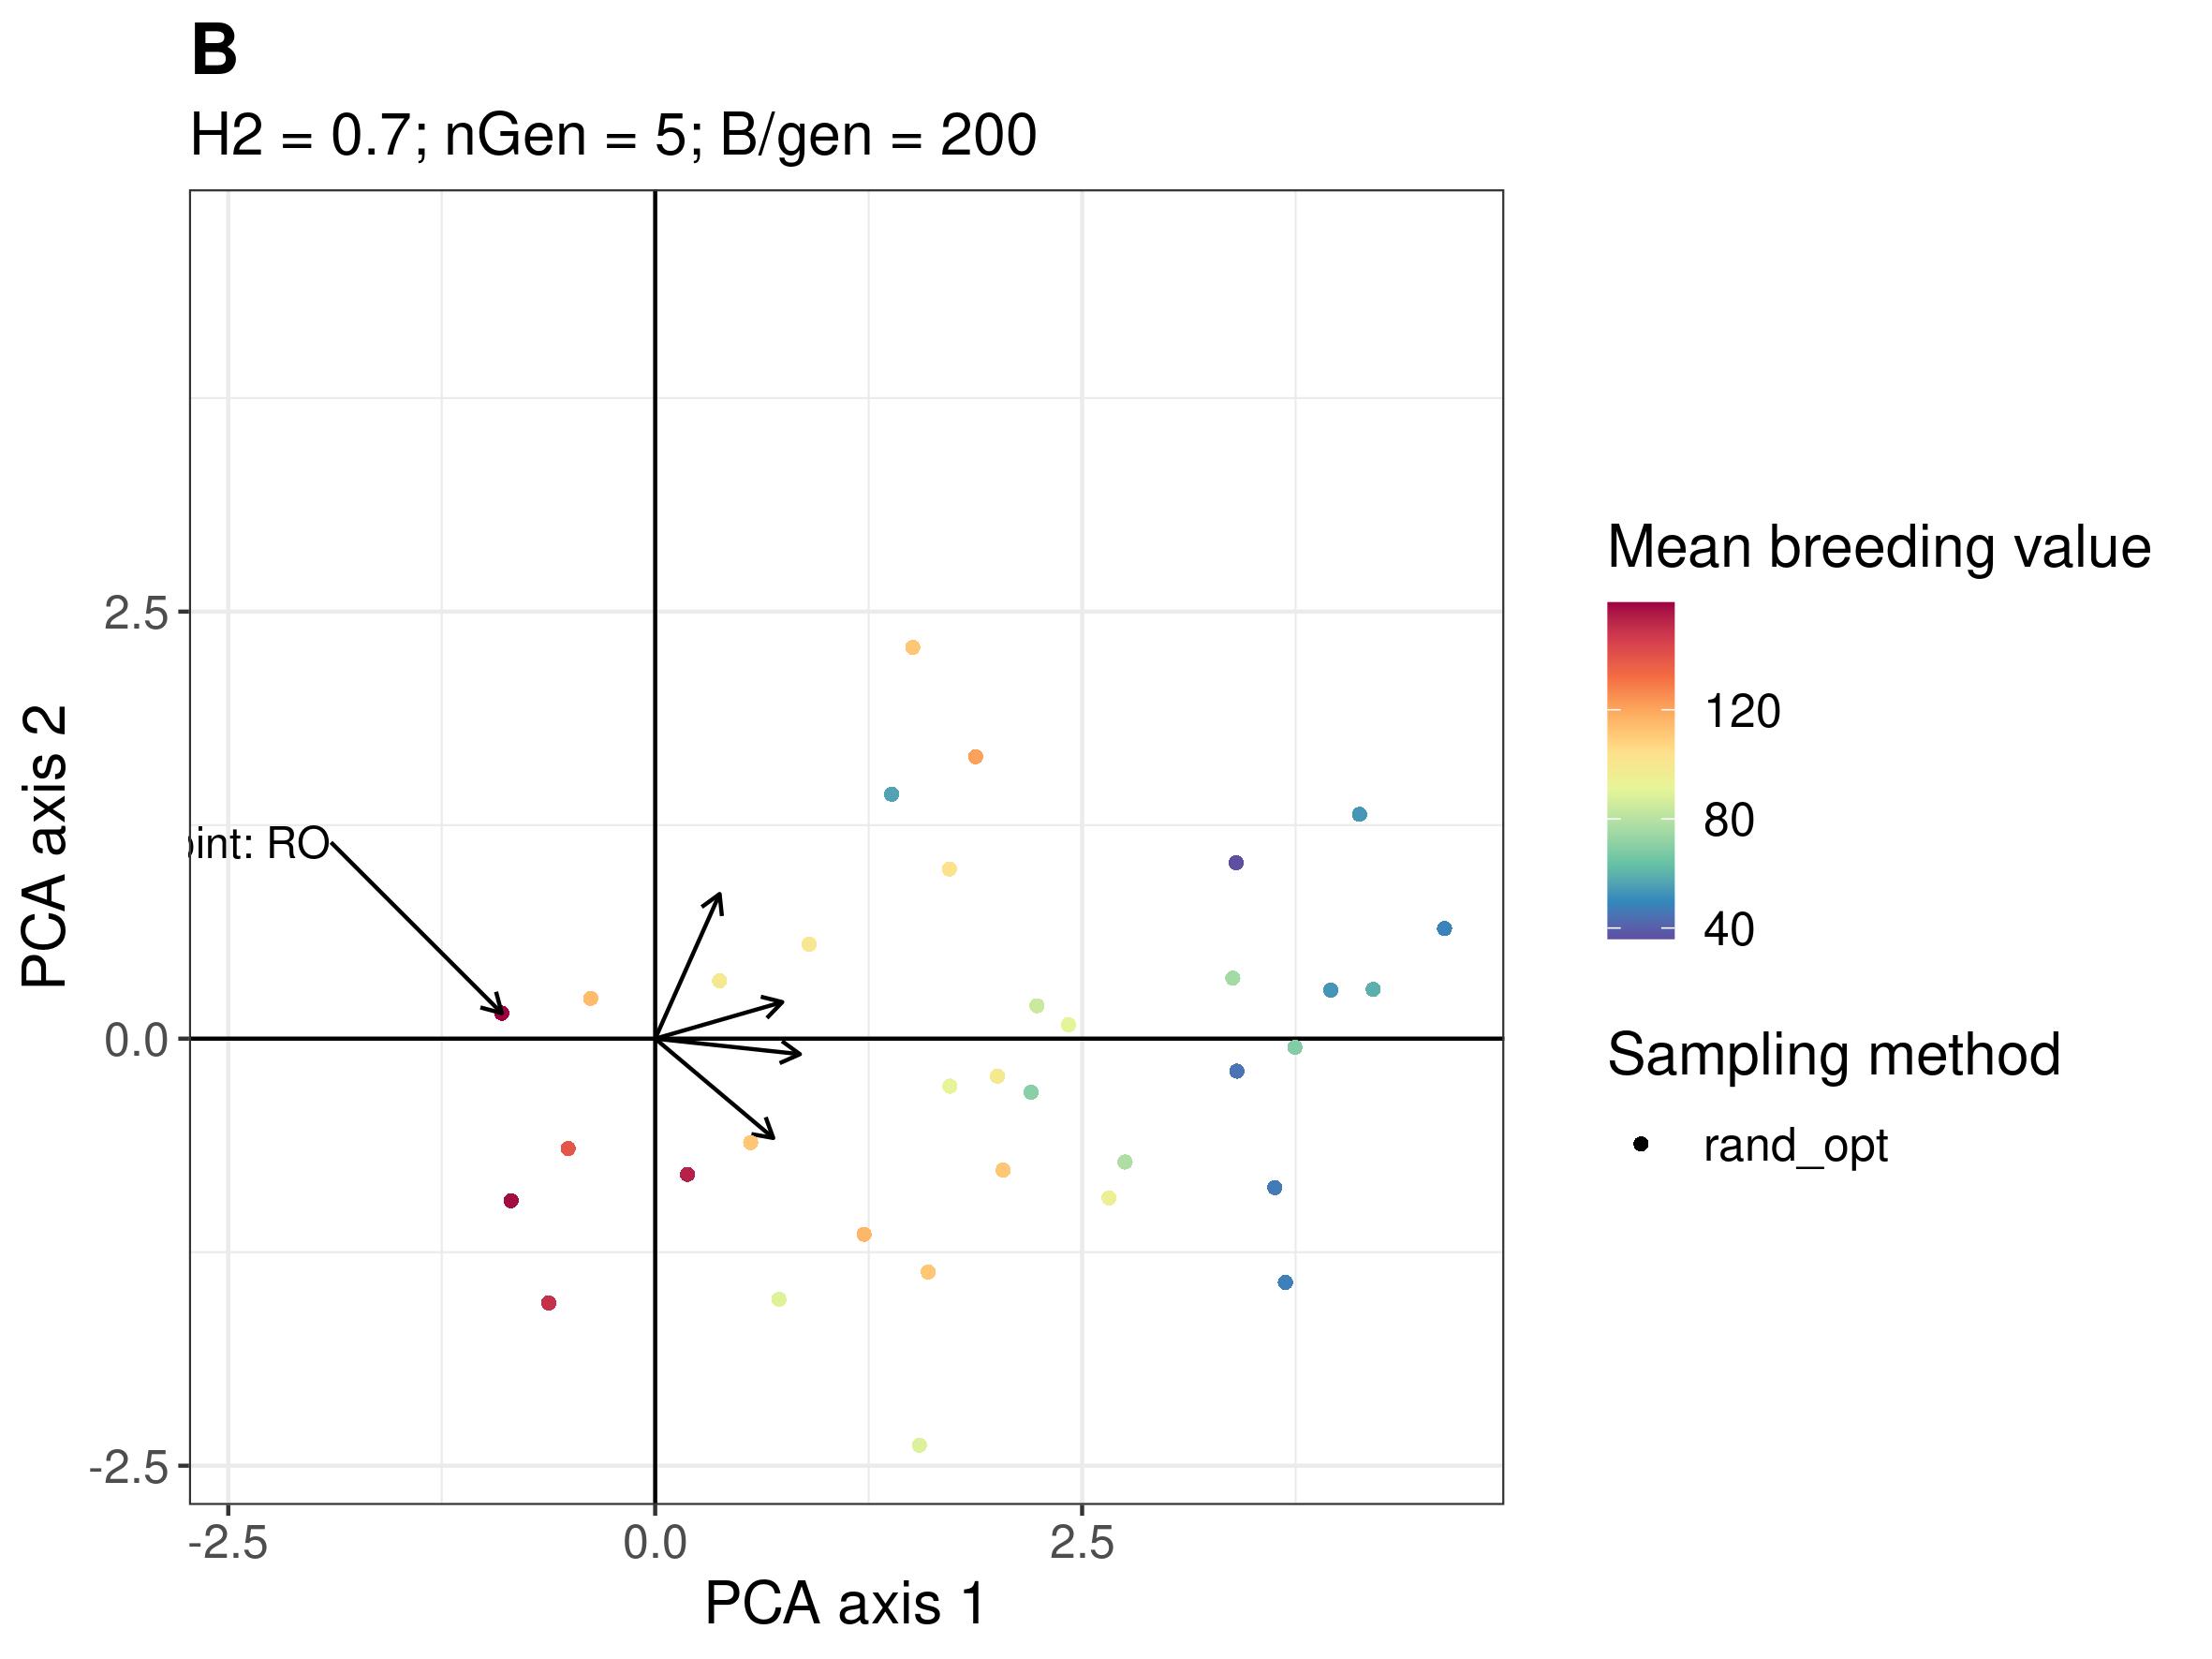 B
H2 = 0.7; nGen = 5; B/gen = 200
PCA axis 2
2.5
0.0
-2.5
int: RO
-2.5
0.0
2.5
PCA axis 1
Mean breeding value
120
80
40
Sampling method
rand_opt